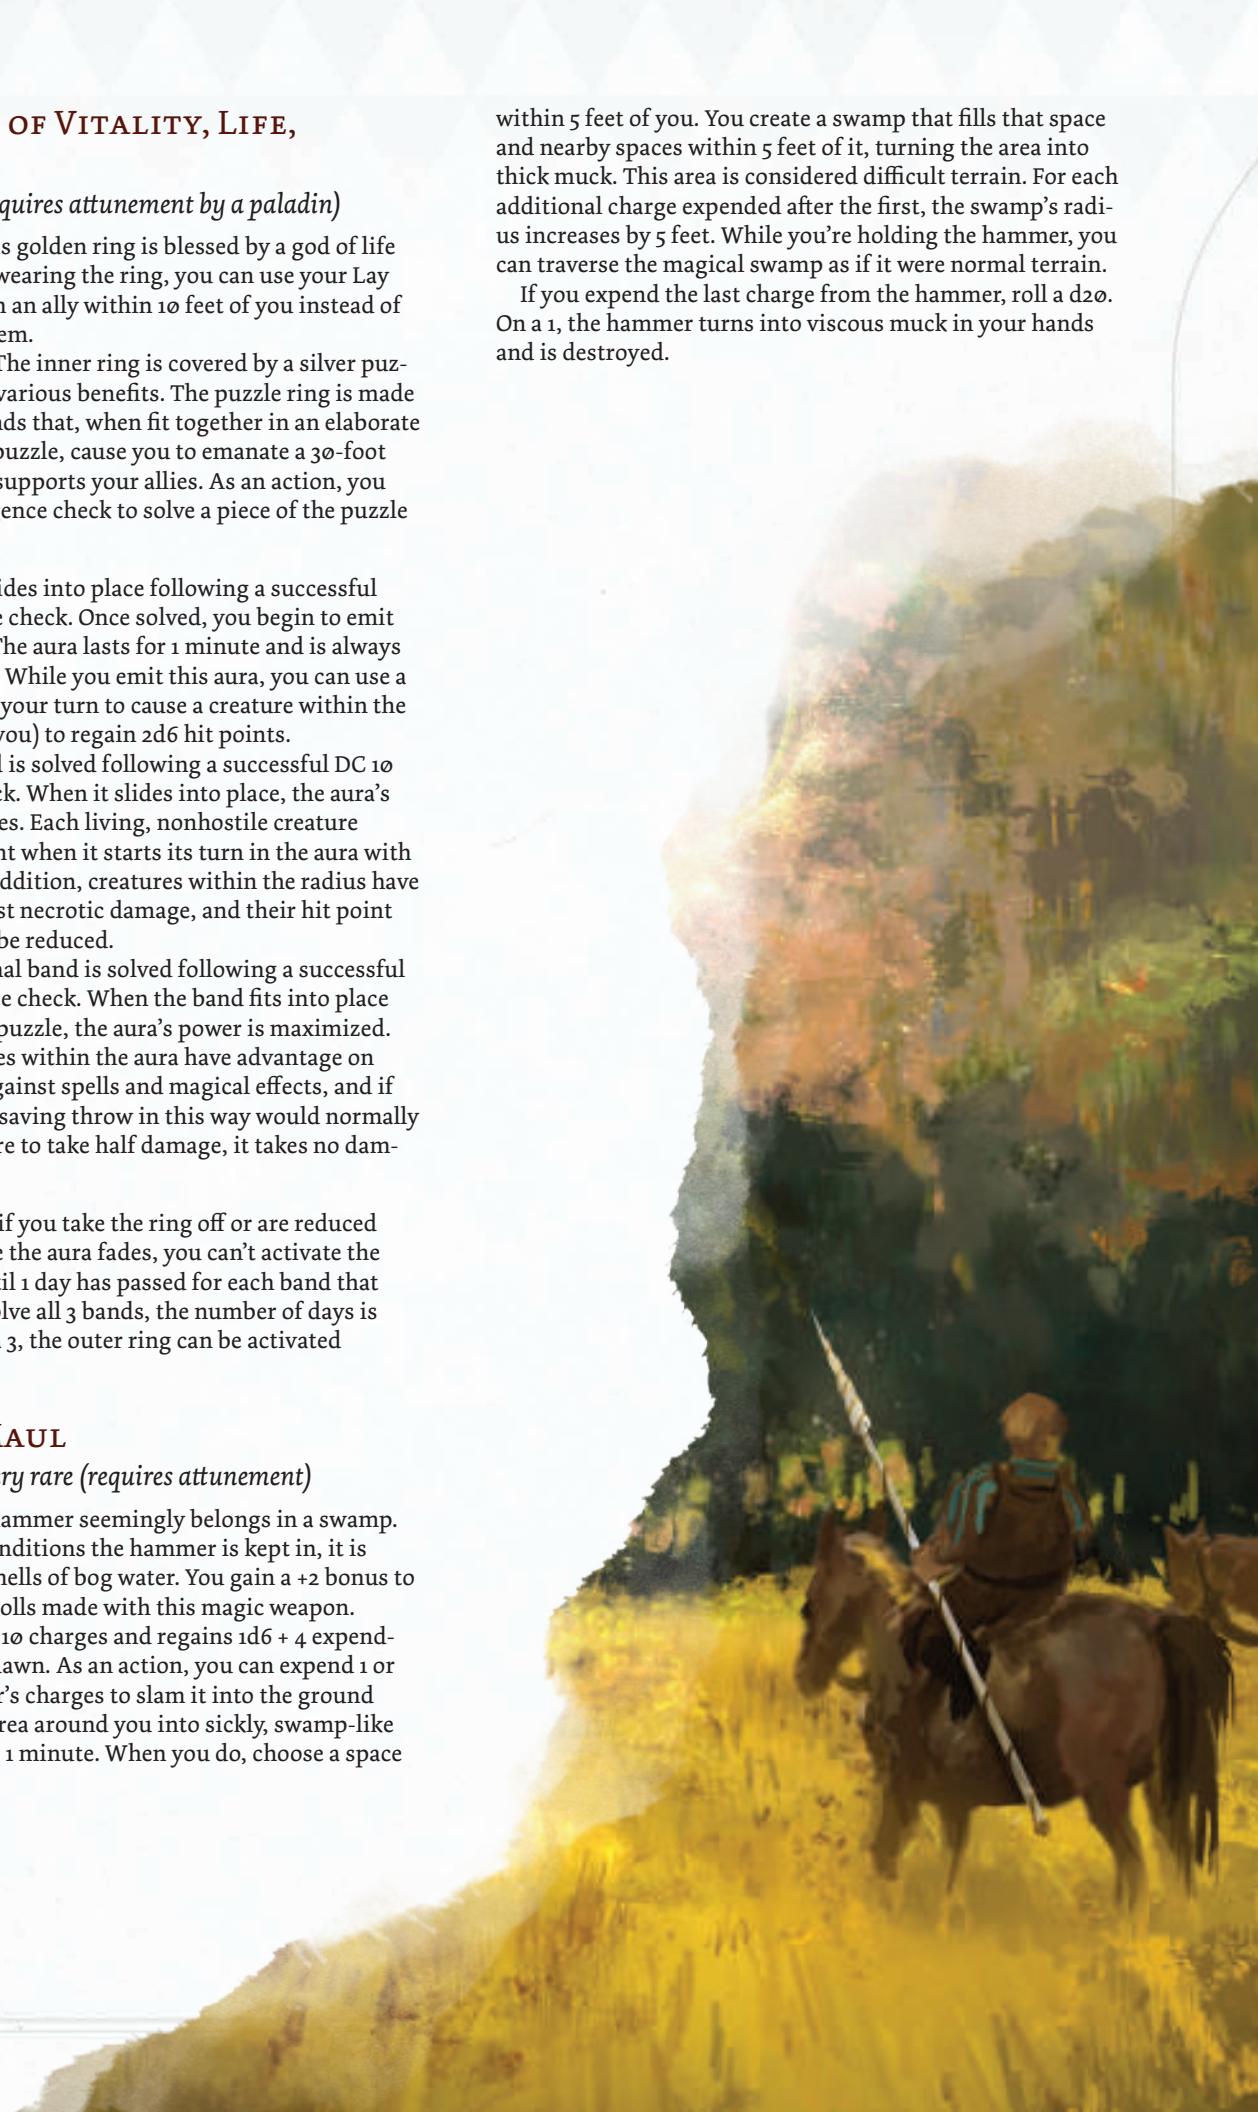 OF VITALITY, LIFE,
quires attunement by a paladin)
s golden ring is blessed by a god of life
wearing the ring, you can use your Lay
an ally within 10 feet of you instead of
em.
The inner ring is covered by a silver puz-
various benefits. The puzzle ring is made
ds that, when fit together in an elaborate
puzzle, cause you to emanate a 30-foot
supports your allies. As an action, you
ence check to solve a piece of the puzzle
ides into place following a successful
e check. Once solved, you begin to emit
The aura lasts for 1 minute and is always
While you emit this aura, you can use a
your turn to cause a creature within the
you) to regain 2d6 hit points.
is solved following a successful DC 10
ck. When it slides into place, the aura's
es. Each living, nonhostile creature
nt when it starts its turn in the aura with
ddition, creatures within the radius have
st necrotic damage, and their hit point
be reduced.
nal band is solved following a successful
e check. When the band fits into place
puzzle, the aura's power is maximized.
es within the aura have advantage on
gainst spells and magical effects, and if
saving throw in this way would normally
re to take half damage, it takes no dam-
if you take the ring off or are reduced
e the aura fades, you can't activate the
til 1 day has passed for each band that
olve all 3 bands, the number of days is
3, the outer ring can be activated
MAUL
ery rare (requires attunement)
ammer seemingly belongs in a swamp.
nditions the hammer is kept in, it is
mells of bog water. You gain a +2 bonus to
olls made with this magic weapon.
10 charges and regains 1d6 + 4 expend-
awn. As an action, you can expend 1 or
r's charges to slam it into the ground
rea around you into sickly, swamp-like
1 minute. When you do, choose a space
within 5 feet of you. You create a swamp that fills that space
and nearby spaces within 5 feet of it, turning the area into
thick muck. This area is considered difficult terrain. For each
additional charge expended after the first, the swamp's radi-
us increases by 5 feet. While you're holding the hammer, you
can traverse the magical swamp as if it were normal terrain.
If you expend the last charge from the hammer, roll a d20.
On a 1, the hammer turns into viscous muck in your hands
and is destroyed.